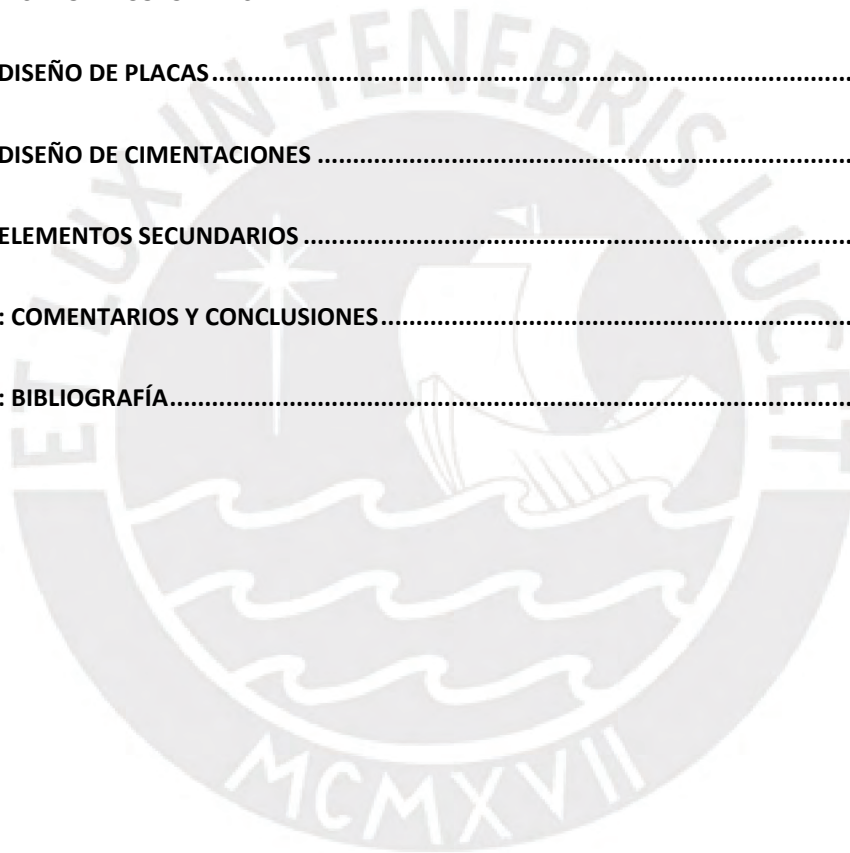 DISEÑO DE PLACAS
DISEÑO DE CIMENTACIONES
ELEMENTOS SECUNDARIOS
: COMENTARIOS Y CONCLUSIONES
: BIBLIOGRAFÍA
ET LUX IN TENEBRIS LUCET
MCMXVII